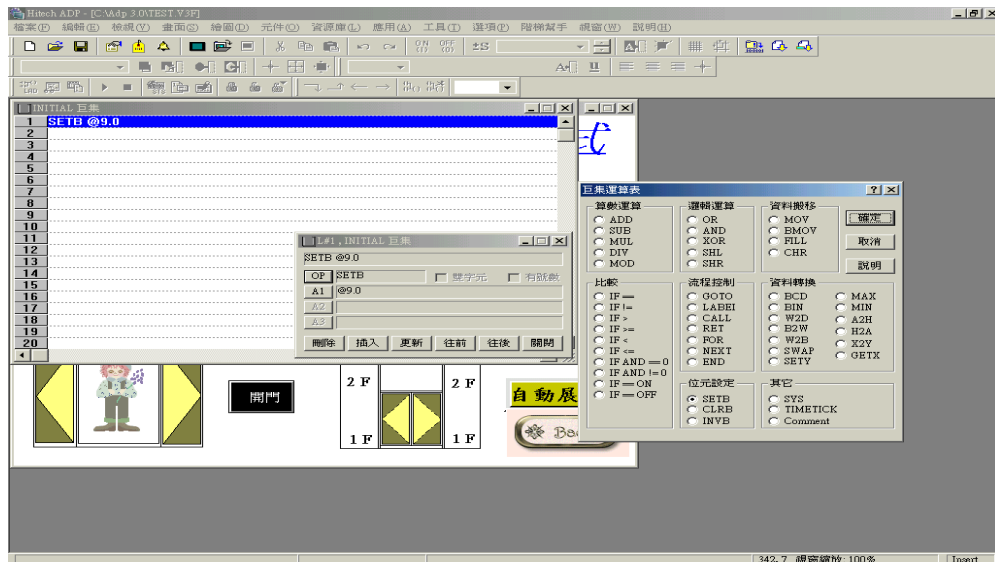 Hitech ADP - [C:\Adp 3.0\TEST.V3F]
檔案(F) 編輯(E) 檢視(V) 畫面(S) 繪圖(D) 元件(O) 資源庫(L) 應用(A) 工具(T) 選項(P) 階梯幫手 視窗(W) 說明(H)
ON (1) OFF (0) ±S
INITIAL 巨集
1 SETB @9.0
2
3
4
5
6
7
8
9
10
11
12
13
14
15
16
17
18
19
20
式
L#1 , INITIAL 巨集
SETB @9.0
OP SETB 雙字元 有號數
A1 @9.0
A2
A3
刪除 插入 更新 往前 往後 關閉
巨集運算表
算數運算
ADD
SUB
MUL
DIV
MOD
邏輯運算
OR
AND
XOR
SHL
SHR
資料搬移
MOV
BMOV
FILL
CHR
確定
取消
說明
比較
IF ==
IF !=
IF >
IF >=
IF <
IF <=
IF AND == 0
IF AND != 0
IF == ON
IF == OFF
流程控制
GOTO
LABEl
CALL
RET
FOR
NEXT
END
資料轉換
BCD
BIN
W2D
B2W
W2B
SWAP
SETY
MAX
MIN
A2H
H2A
X2Y
GETX
位元設定
SETB
CLRB
INVB
其它
SYS
TIMETICK
Comment
開門
2 F 2 F
1 F 1 F
自動展
342, 7 視窗縮放: 100% Insert